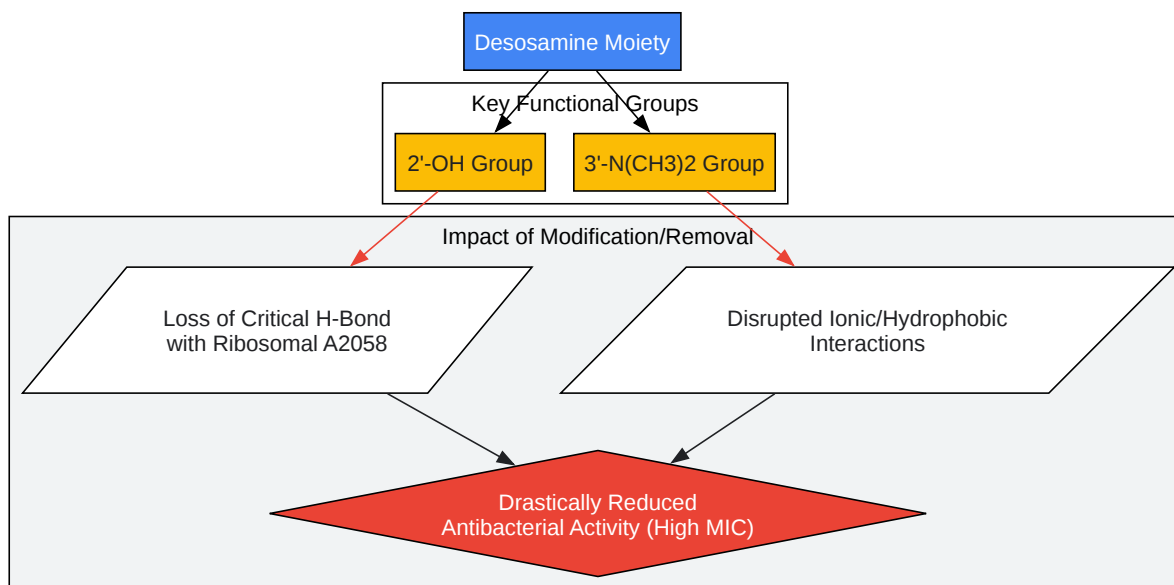 Desosamine Moiety
Key Functional Groups
2'-OH Group
3'-N(CH3)2 Group
Impact of Modification/Removal
Loss of Critical H-Bond
with Ribosomal A2058
Disrupted Ionic/Hydrophobic
Interactions
Drastically Reduced
Antibacterial Activity (High MIC)